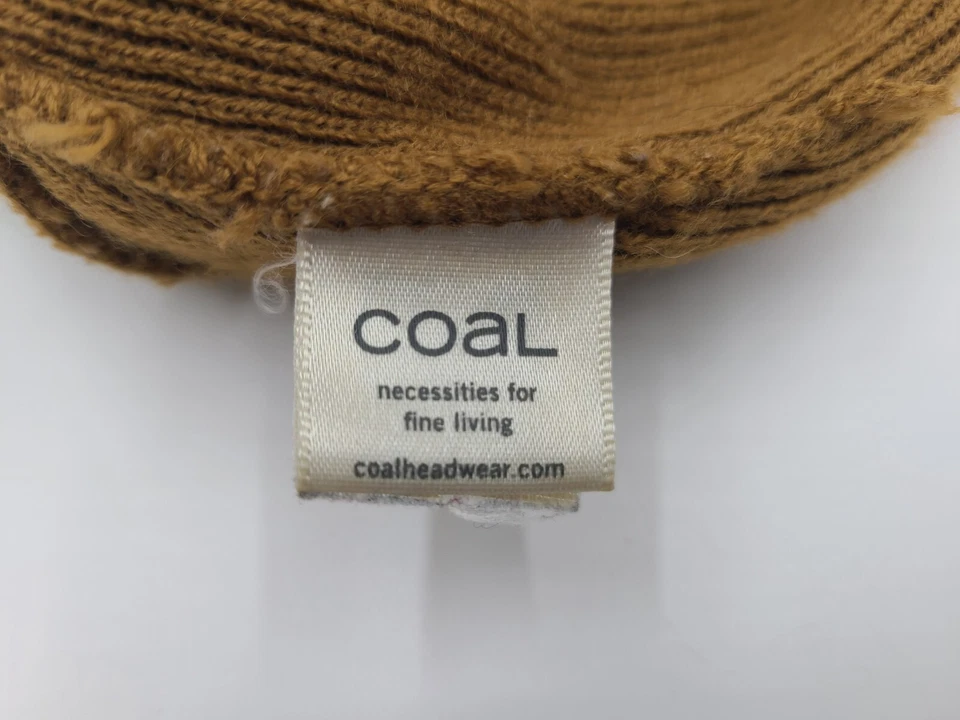 coaL
necessities for
fine living
coalheadwear.com